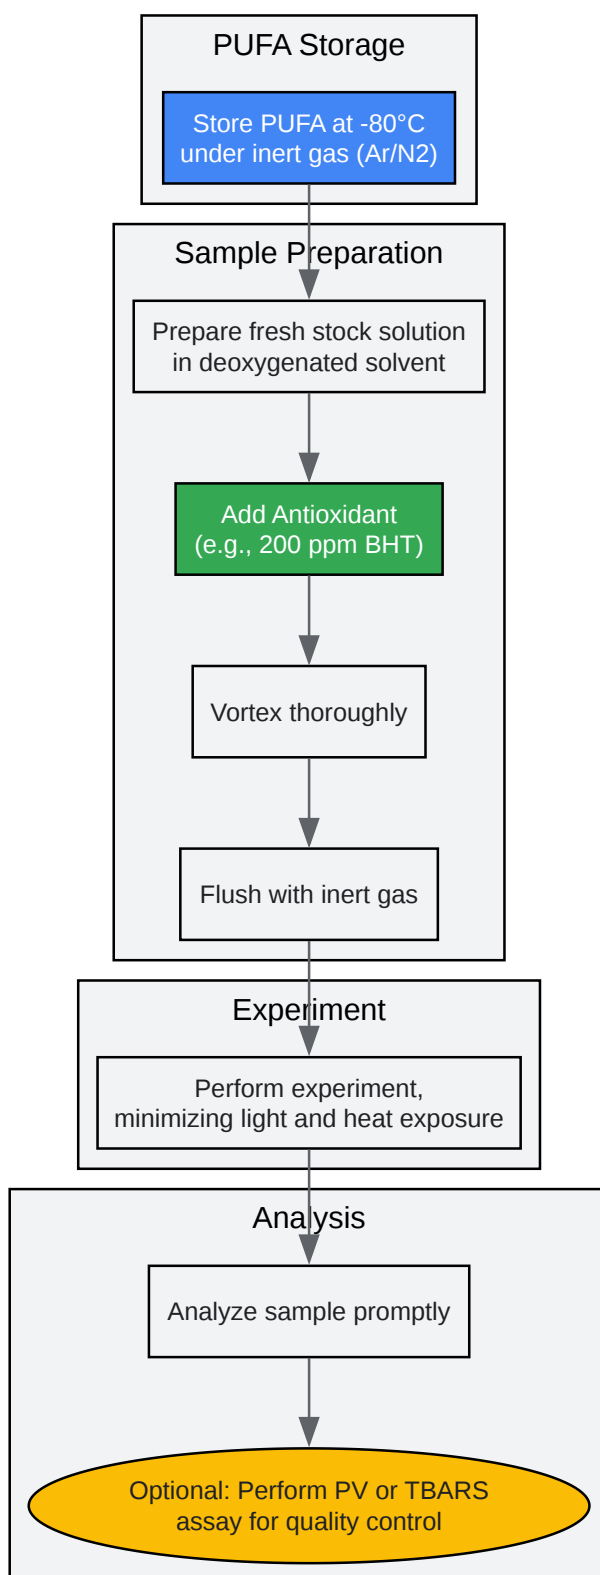 PUFA Storage
Store PUFA at -80°C
under inert gas (Ar/N2)
Sample Preparation
Prepare fresh stock solution
in deoxygenated solvent
Add Antioxidant
(e.g., 200 ppm BHT)
Vortex thoroughly
Flush with inert gas
Experiment
Perform experiment,
minimizing light and heat exposure
Analysis
Analyze sample promptly
Optional: Perform PV or TBARS
assay for quality control